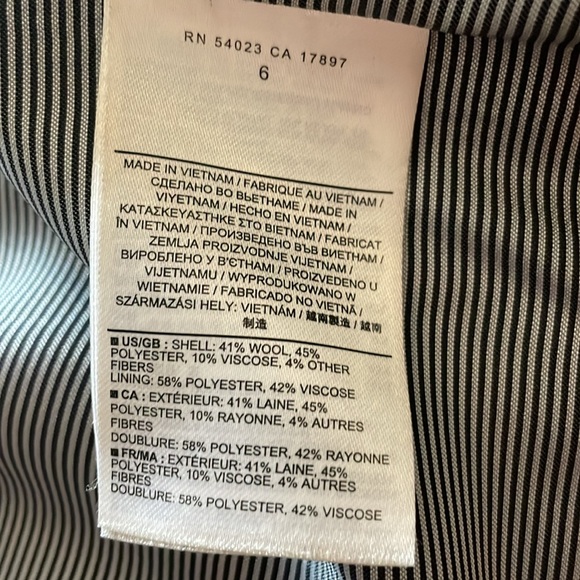 RN 54023 CA 17897
6
MADE IN VIETNAM / FABRIQUE AU VIETNAM /
СДЕЛАНО ВО ВЬЕТНАМЕ / MADE IN
VIYETNAM / HECHO EN VIETNAM /
ΚΑΤΑΣΚΕΥΑΣΤΗΚΕ ΣΤΟ ΒΙΕΤΝΑΜ / FABRICAT
ÎN VIETNAM / ПРОИЗВЕДЕНО ВЪВ ВИЕТНАМ /
ZEMLJA PROIZVODNJE VIJETNAM /
ВИРОБЛЕНО У В'ЄТНАМІ / PROIZVEDENO U
VIJETNAMU / WYPRODUKOWANO W
WIETNAMIE / FABRICADO NO VIETNÃ /
SZÁRMAZÁSI HELY: VIETNÁM / 越南製造 / 越南
制造
US/GB : SHELL: 41% WOOL, 45%
POLYESTER, 10% VISCOSE, 4% OTHER
FIBERS
LINING: 58% POLYESTER, 42% VISCOSE
CA : EXTÉRIEUR: 41% LAINE, 45%
POLYESTER, 10% RAYONNE, 4% AUTRES
FIBRES
DOUBLURE: 58% POLYESTER, 42% RAYONNE
FR/MA : EXTÉRIEUR: 41% LAINE, 45%
POLYESTER, 10% VISCOSE, 4% AUTRES
FIBRES
DOUBLURE: 58% POLYESTER, 42% VISCOSE